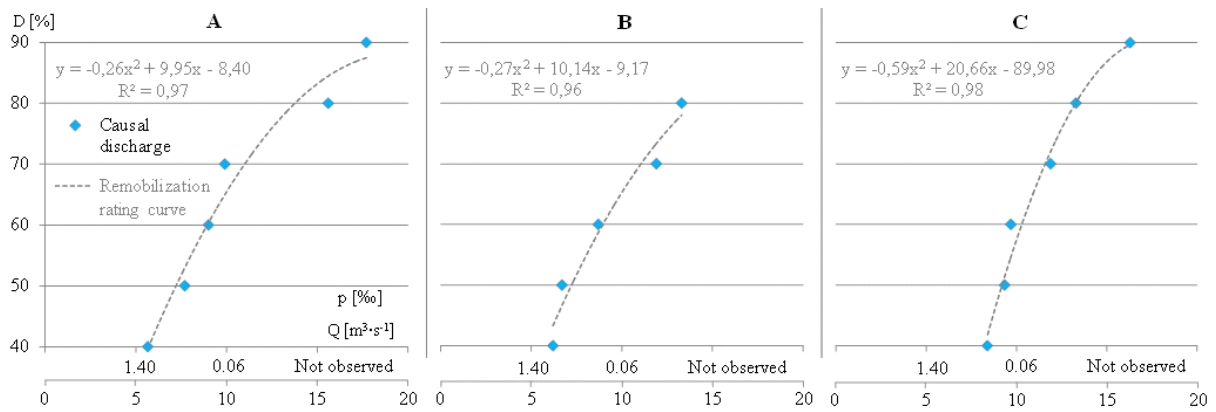 D [%]
A
B
C
90
y = -0,26x² + 9,95x - 8,40
R² = 0,97
y = -0,27x² + 10,14x - 9,17
R² = 0,96
y = -0,59x² + 20,66x - 89,98
R² = 0,98
80
Causal
discharge
70
Remobilization
rating curve
60
50
p [‰]
Q [m³·s⁻¹]
40
1.40 0.06 Not observed
1.40 0.06 Not observed
1.40 0.06 Not observed
0 5 10 15 20
0 5 10 15 20
0 5 10 15 20